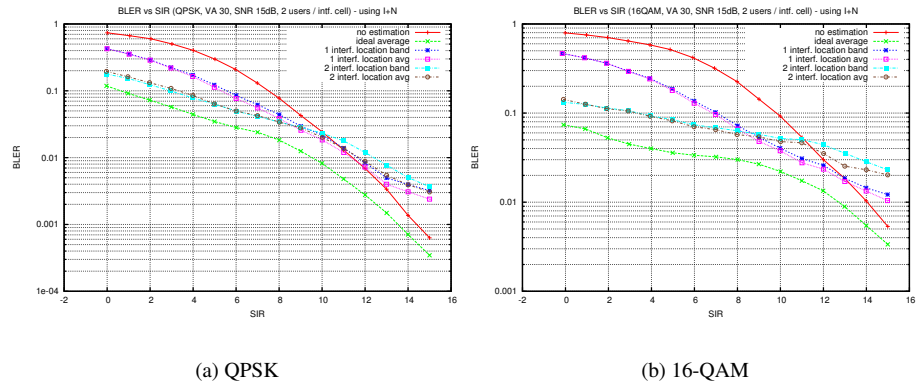 BLER vs SIR (QPSK, VA 30, SNR 15dB, 2 users / intf. cell) - using I+N
1
0.1
0.01
0.001
1e-04
BLER
no estimation
ideal average
1 interf. location band
1 interf. location avg
2 interf. location band
2 interf. location avg
-2 0 2 4 6 8 10 12 14 16
SIR
(a) QPSK
BLER vs SIR (16QAM, VA 30, SNR 15dB, 2 users / intf. cell) - using I+N
1
0.1
0.01
0.001
BLER
no estimation
ideal average
1 interf. location band
1 interf. location avg
2 interf. location band
2 interf. location avg
-2 0 2 4 6 8 10 12 14 16
SIR
(b) 16-QAM